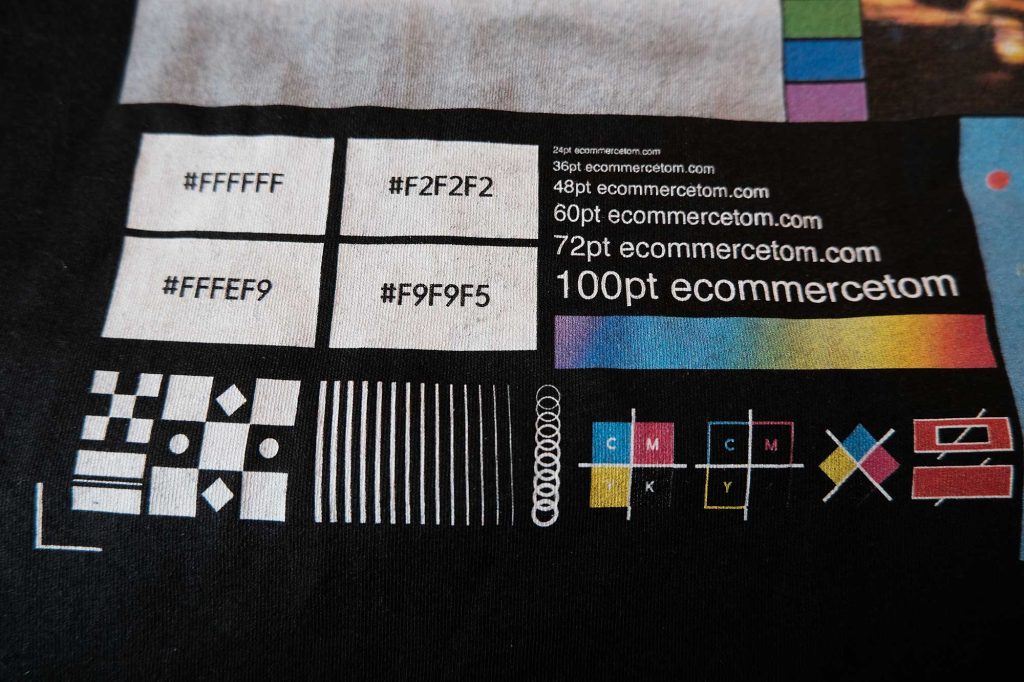 #FFFFFF #F2F2F2
#FFFEF9 #F9F9F5
24pt ecommercetom.com
36pt ecommercetom.com
48pt ecommercetom.com
60pt ecommercetom.com
72pt ecommercetom.com
100pt ecommercetom
C M
Y K
C M
Y